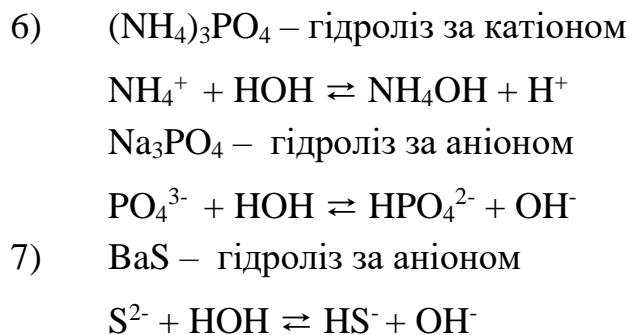 6) (NH₄)₃PO₄ – гідроліз за катіоном
NH₄⁺ + HOH ⇄ NH₄OH + H⁺
Na₃PO₄ – гідроліз за аніоном
PO₄³⁻ + HOH ⇄ HPO₄²⁻ + OH⁻
7) BaS – гідроліз за аніоном
S²⁻ + HOH ⇄ HS⁻ + OH⁻